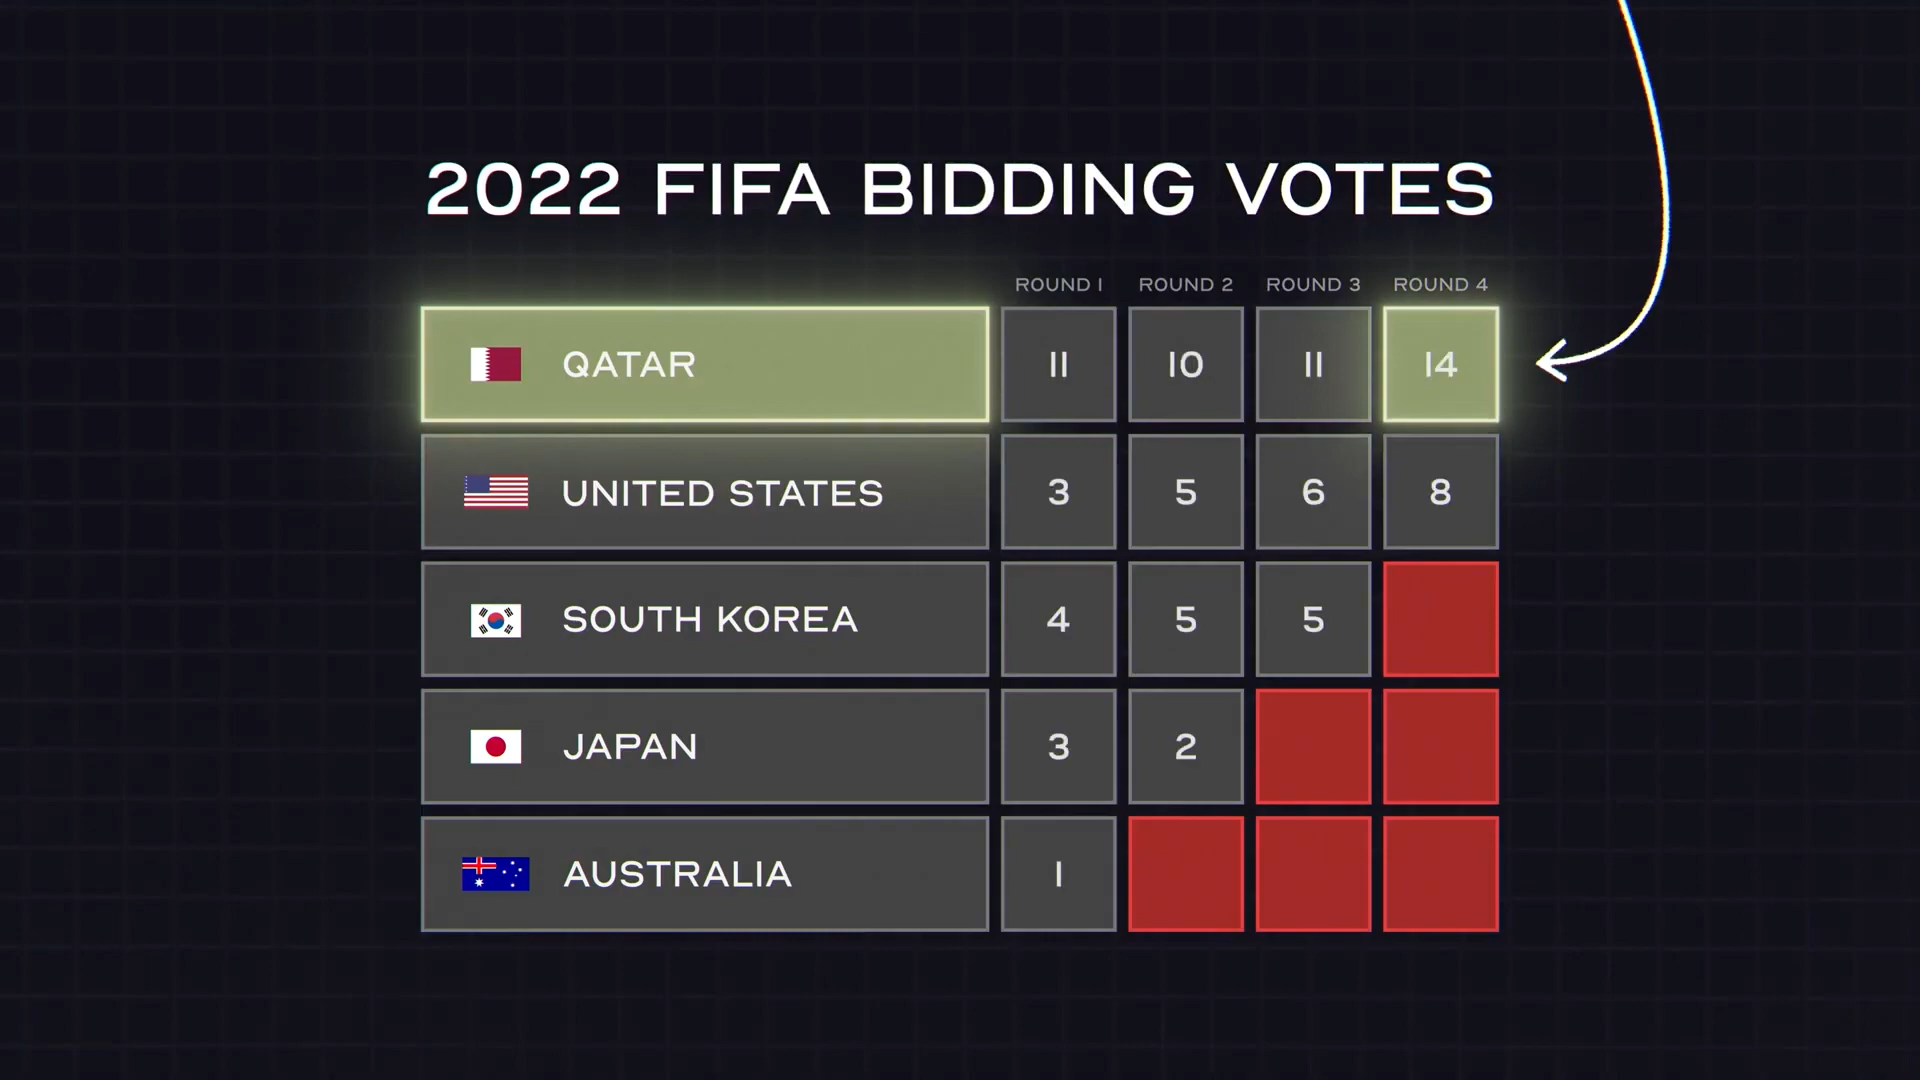 2022 FIFA BIDDING VOTES
ROUND 1 ROUND 2 ROUND 3 ROUND 4
QATAR 11 10 11 14
UNITED STATES 3 5 6 8
SOUTH KOREA 4 5 5
JAPAN 3 2
AUSTRALIA 1